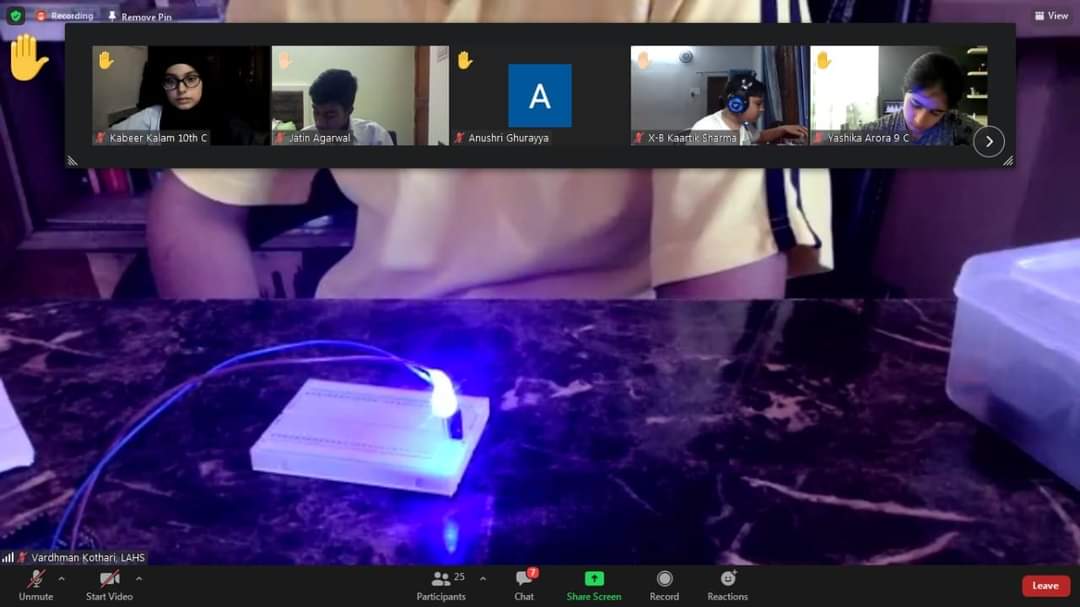 Recording
Remove Pin
View
Kabeer Kalam 10th C
Jatin Agarwal
A
Anushri Ghurayya
X-B Kaartik Sharma
Yashika Arora 9 C
Vardhman Kothari, LAHS
Unmute
Start Video
25
Participants
7
Chat
Share Screen
Record
Reactions
Leave